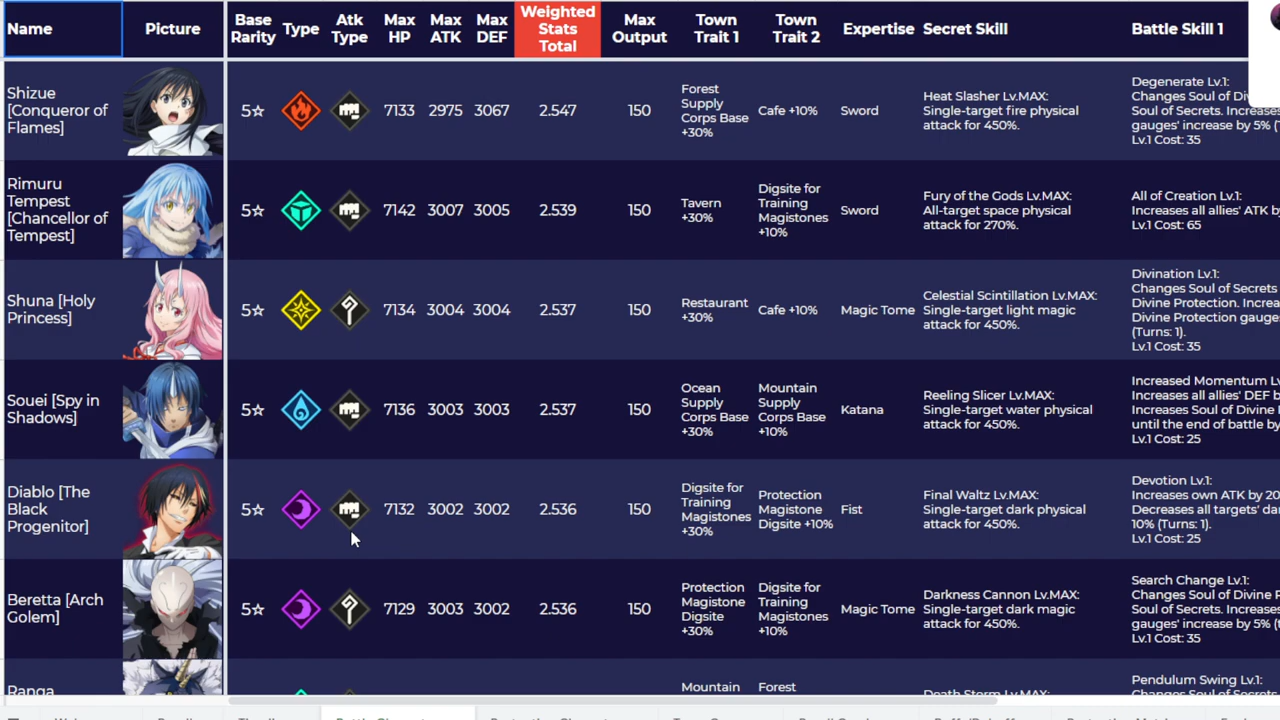 Name
Picture
Base
Rarity
Type
Atk
Type
Max
HP
Max
ATK
Max
DEF
Weighted
Stats
Total
Max
Output
Town
Trait 1
Town
Trait 2
Expertise
Secret Skill
Battle Skill 1
Shizue
[Conqueror of
Flames]
5☆
7133
2975
3067
2.547
150
Forest
Supply
Corps Base
+30%
Cafe +10%
Sword
Heat Slasher Lv.MAX:
Single-target fire physical
attack for 450%.
Degenerate Lv.1:
Changes Soul of
Soul of Secrets. Increases
gauges' increase by 5%
Lv.1 Cost: 35
Rimuru
Tempest
[Chancellor of
Tempest]
5☆
7142
3007
3005
2.539
150
Tavern
+30%
Digsite for
Training
Magistones
+10%
Sword
Fury of the Gods Lv.MAX:
All-target space physical
attack for 270%.
All of Creation Lv.1:
Increases all allies' ATK
Lv.1 Cost: 65
Shuna [Holy
Princess]
5☆
7134
3004
3004
2.537
150
Restaurant
+30%
Cafe +10%
Magic Tome
Celestial Scintillation Lv.MAX:
Single-target light magic
attack for 450%.
Divination Lv.1:
Changes Soul of Secrets
Divine Protection.
Divine Protection
(Turns: 1).
Lv.1 Cost: 35
Souei [Spy in
Shadows]
5☆
7136
3003
3003
2.537
150
Ocean
Supply
Corps Base
+30%
Mountain
Supply
Corps Base
+10%
Katana
Reeling Slicer Lv.MAX:
Single-target water physical
attack for 450%.
Increased Momentum
Increases all allies' DEF
Increases Soul of Divine
until the end of battle by
Lv.1 Cost: 25
Diablo [The
Black
Progenitor]
5☆
7132
3002
3002
2.536
150
Digsite for
Training
Magistones
+30%
Protection
Magistone
Digsite +10%
Fist
Final Waltz Lv.MAX:
Single-target dark physical
attack for 450%.
Devotion Lv.1:
Increases own ATK by
Decreases all targets'
10% (Turns: 1).
Lv.1 Cost: 25
Beretta [Arch
Golem]
5☆
7129
3003
3002
2.536
150
Protection
Magistone
Digsite
+30%
Digsite for
Training
Magistones
+10%
Magic Tome
Darkness Cannon Lv.MAX:
Single-target dark magic
attack for 450%.
Search Change Lv.1:
Changes Soul of Divine
Soul of Secrets. Increases
gauges' increase by 5%
Lv.1 Cost: 35
Ranga
Mountain
Forest
Death Storm Lv.MAX:
Pendulum Swing Lv.1:
Changes Soul of